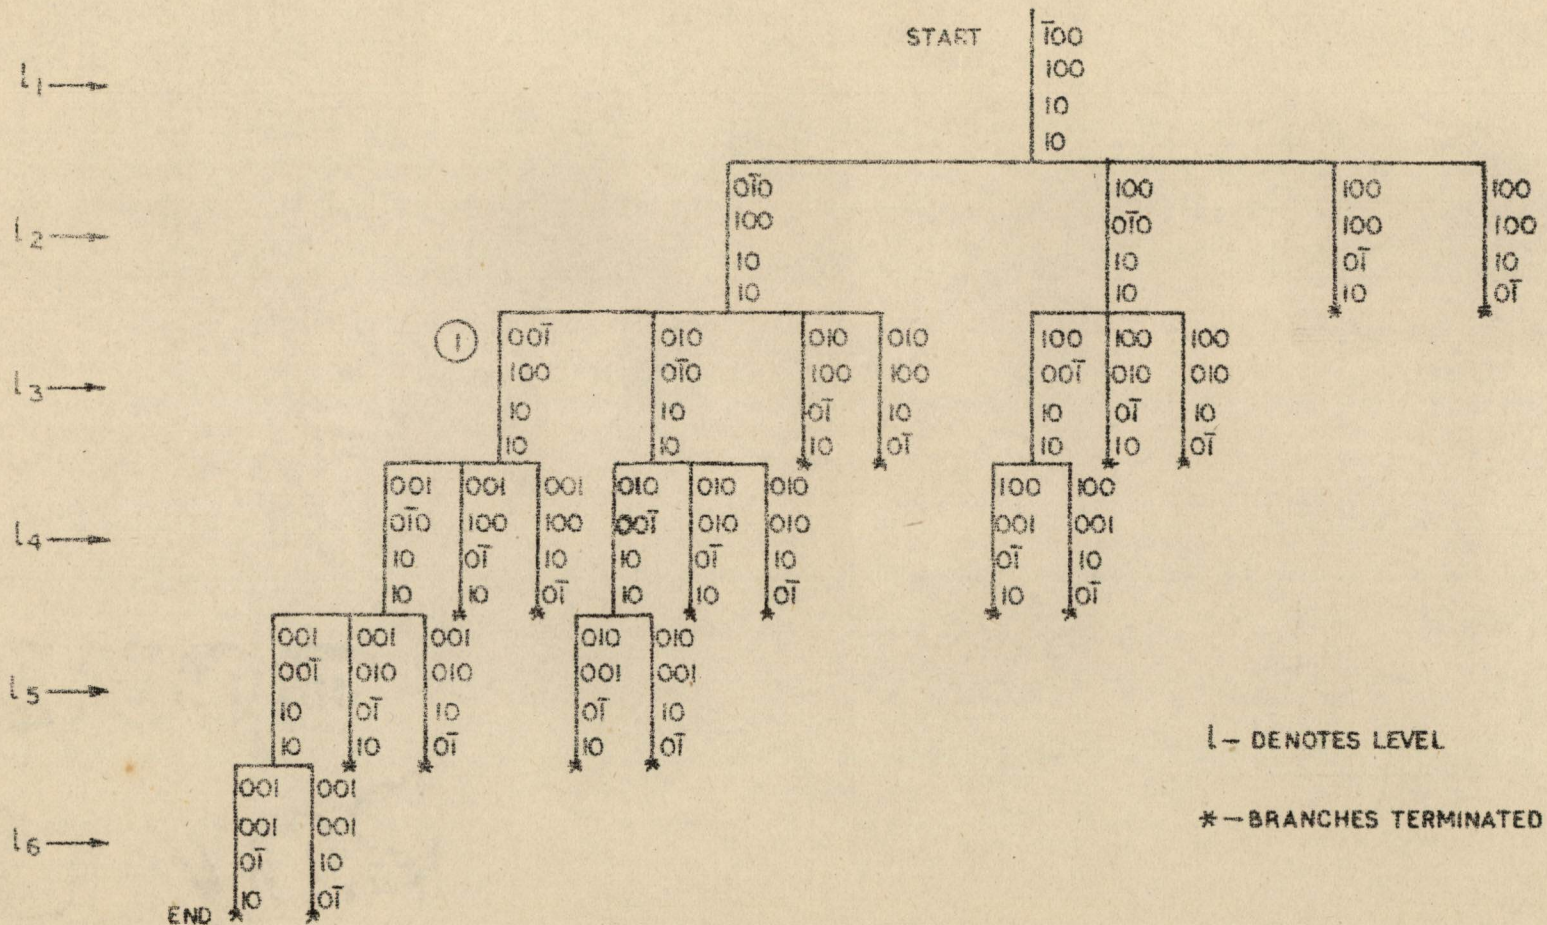 START
1̅00
100
10
10
l1
01̅0 100 100 100
100 01̅0 100 100
10 10 01̅ 10
10 10 10 01̅
l2
1
001̅ 010 010 010 100 100 100
100 01̅0 100 100 001̅ 010 010
10 10 01̅ 10 10 01̅ 10
10 10 10 01̅ 10 10 01̅
l3
001 001 001 010 010 010 100 100
01̅0 100 100 001̅ 010 010 001 001
10 01̅ 10 10 01̅ 10 01̅ 10
10 10 01̅ 10 10 01̅ 10 01̅
l4
001 001 001 010 010
001̅ 010 010 001 001
10 01̅ 10 01̅ 10
10 10 01̅ 10 01̅
l5
l – DENOTES LEVEL
001 001
001 001
01̅ 10
10 01̅
l6
* – BRANCHES TERMINATED
END